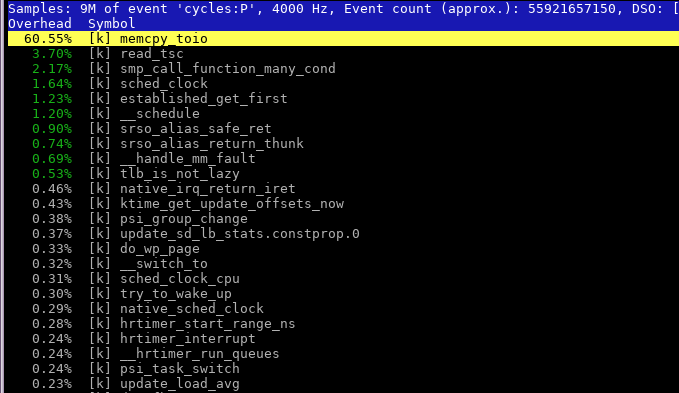 Samples: 9M of event 'cycles:P', 4000 Hz, Event count (approx.): 55921657150, DSO: [
Overhead  Symbol
60.55%  [k] memcpy_toio
3.70%  [k] read_tsc
2.17%  [k] smp_call_function_many_cond
1.64%  [k] sched_clock
1.23%  [k] established_get_first
1.20%  [k] __schedule
0.90%  [k] srso_alias_safe_ret
0.74%  [k] srso_alias_return_thunk
0.69%  [k] __handle_mm_fault
0.53%  [k] tlb_is_not_lazy
0.46%  [k] native_irq_return_iret
0.43%  [k] ktime_get_update_offsets_now
0.38%  [k] psi_group_change
0.37%  [k] update_sd_lb_stats.constprop.0
0.33%  [k] do_wp_page
0.32%  [k] __switch_to
0.31%  [k] sched_clock_cpu
0.30%  [k] try_to_wake_up
0.29%  [k] native_sched_clock
0.28%  [k] hrtimer_start_range_ns
0.24%  [k] hrtimer_interrupt
0.24%  [k] __hrtimer_run_queues
0.24%  [k] psi_task_switch
0.23%  [k] update_load_avg